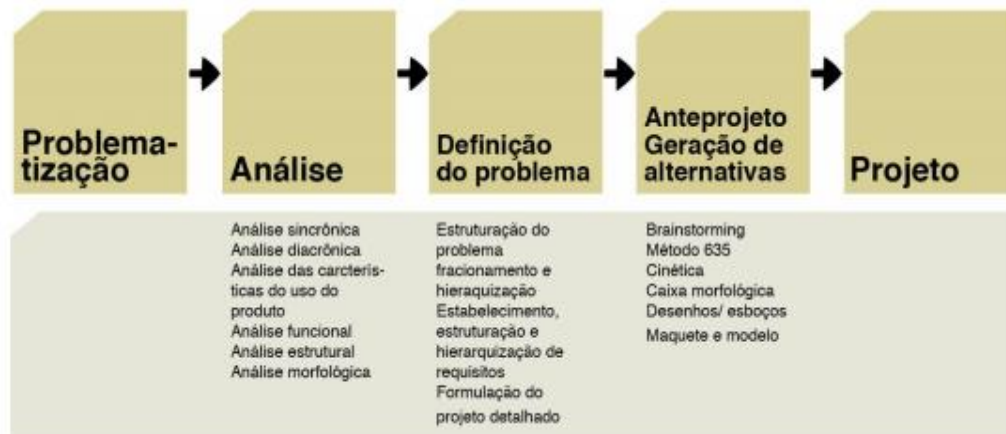 Problema-
tização
Análise
Definição
do problema
Anteprojeto
Geração de
alternativas
Projeto
Análise sincrônica
Análise diacrônica
Análise das carcterís-
ticas do uso do
produto
Análise funcional
Análise estrutural
Análise morfológica
Estruturação do
problema
fracionamento e
hieraquização
Estabelecimento,
estruturação e
hierarquização de
requisitos
Formulação do
projeto detalhado
Brainstorming
Método 635
Cinética
Caixa morfológica
Desenhos/ esboços
Maquete e modelo